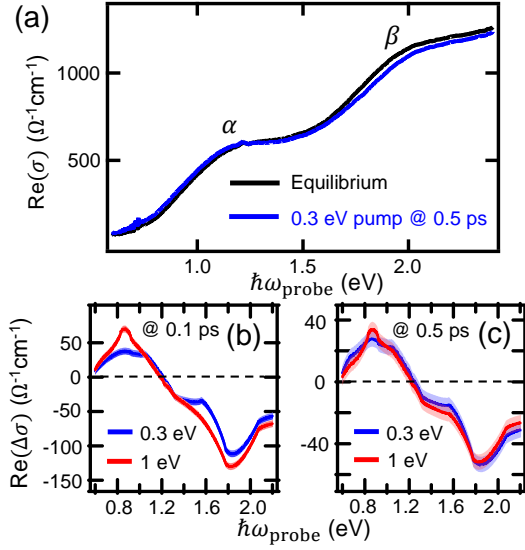 (a)
β
α
1000
500
Re(σ) (Ω⁻¹cm⁻¹)
Equilibrium
0.3 eV pump @ 0.5 ps
1.0 1.5 2.0
ħω_probe (eV)
@ 0.1 ps (b)
@ 0.5 ps (c)
50
0
-50
-100
-150
Re(Δσ) (Ω⁻¹cm⁻¹)
0.3 eV
1 eV
40
0
-40
0.3 eV
1 eV
0.8 1.2 1.6 2.0
0.8 1.2 1.6 2.0
ħω_probe (eV)